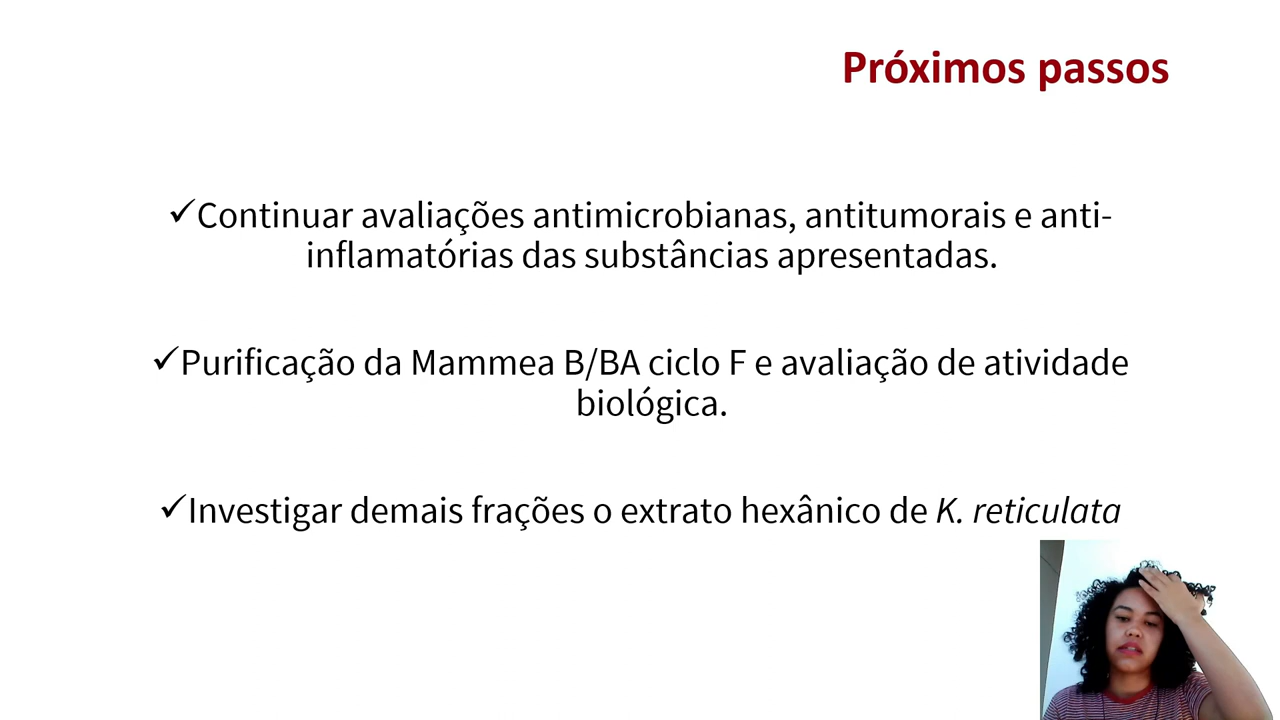 Próximos passos
✓Continuar avaliações antimicrobianas, antitumorais e anti-
inflamatórias das substâncias apresentadas.
✓Purificação da Mammea B/BA ciclo F e avaliação de atividade
biológica.
✓Investigar demais frações o extrato hexânico de K. reticulata